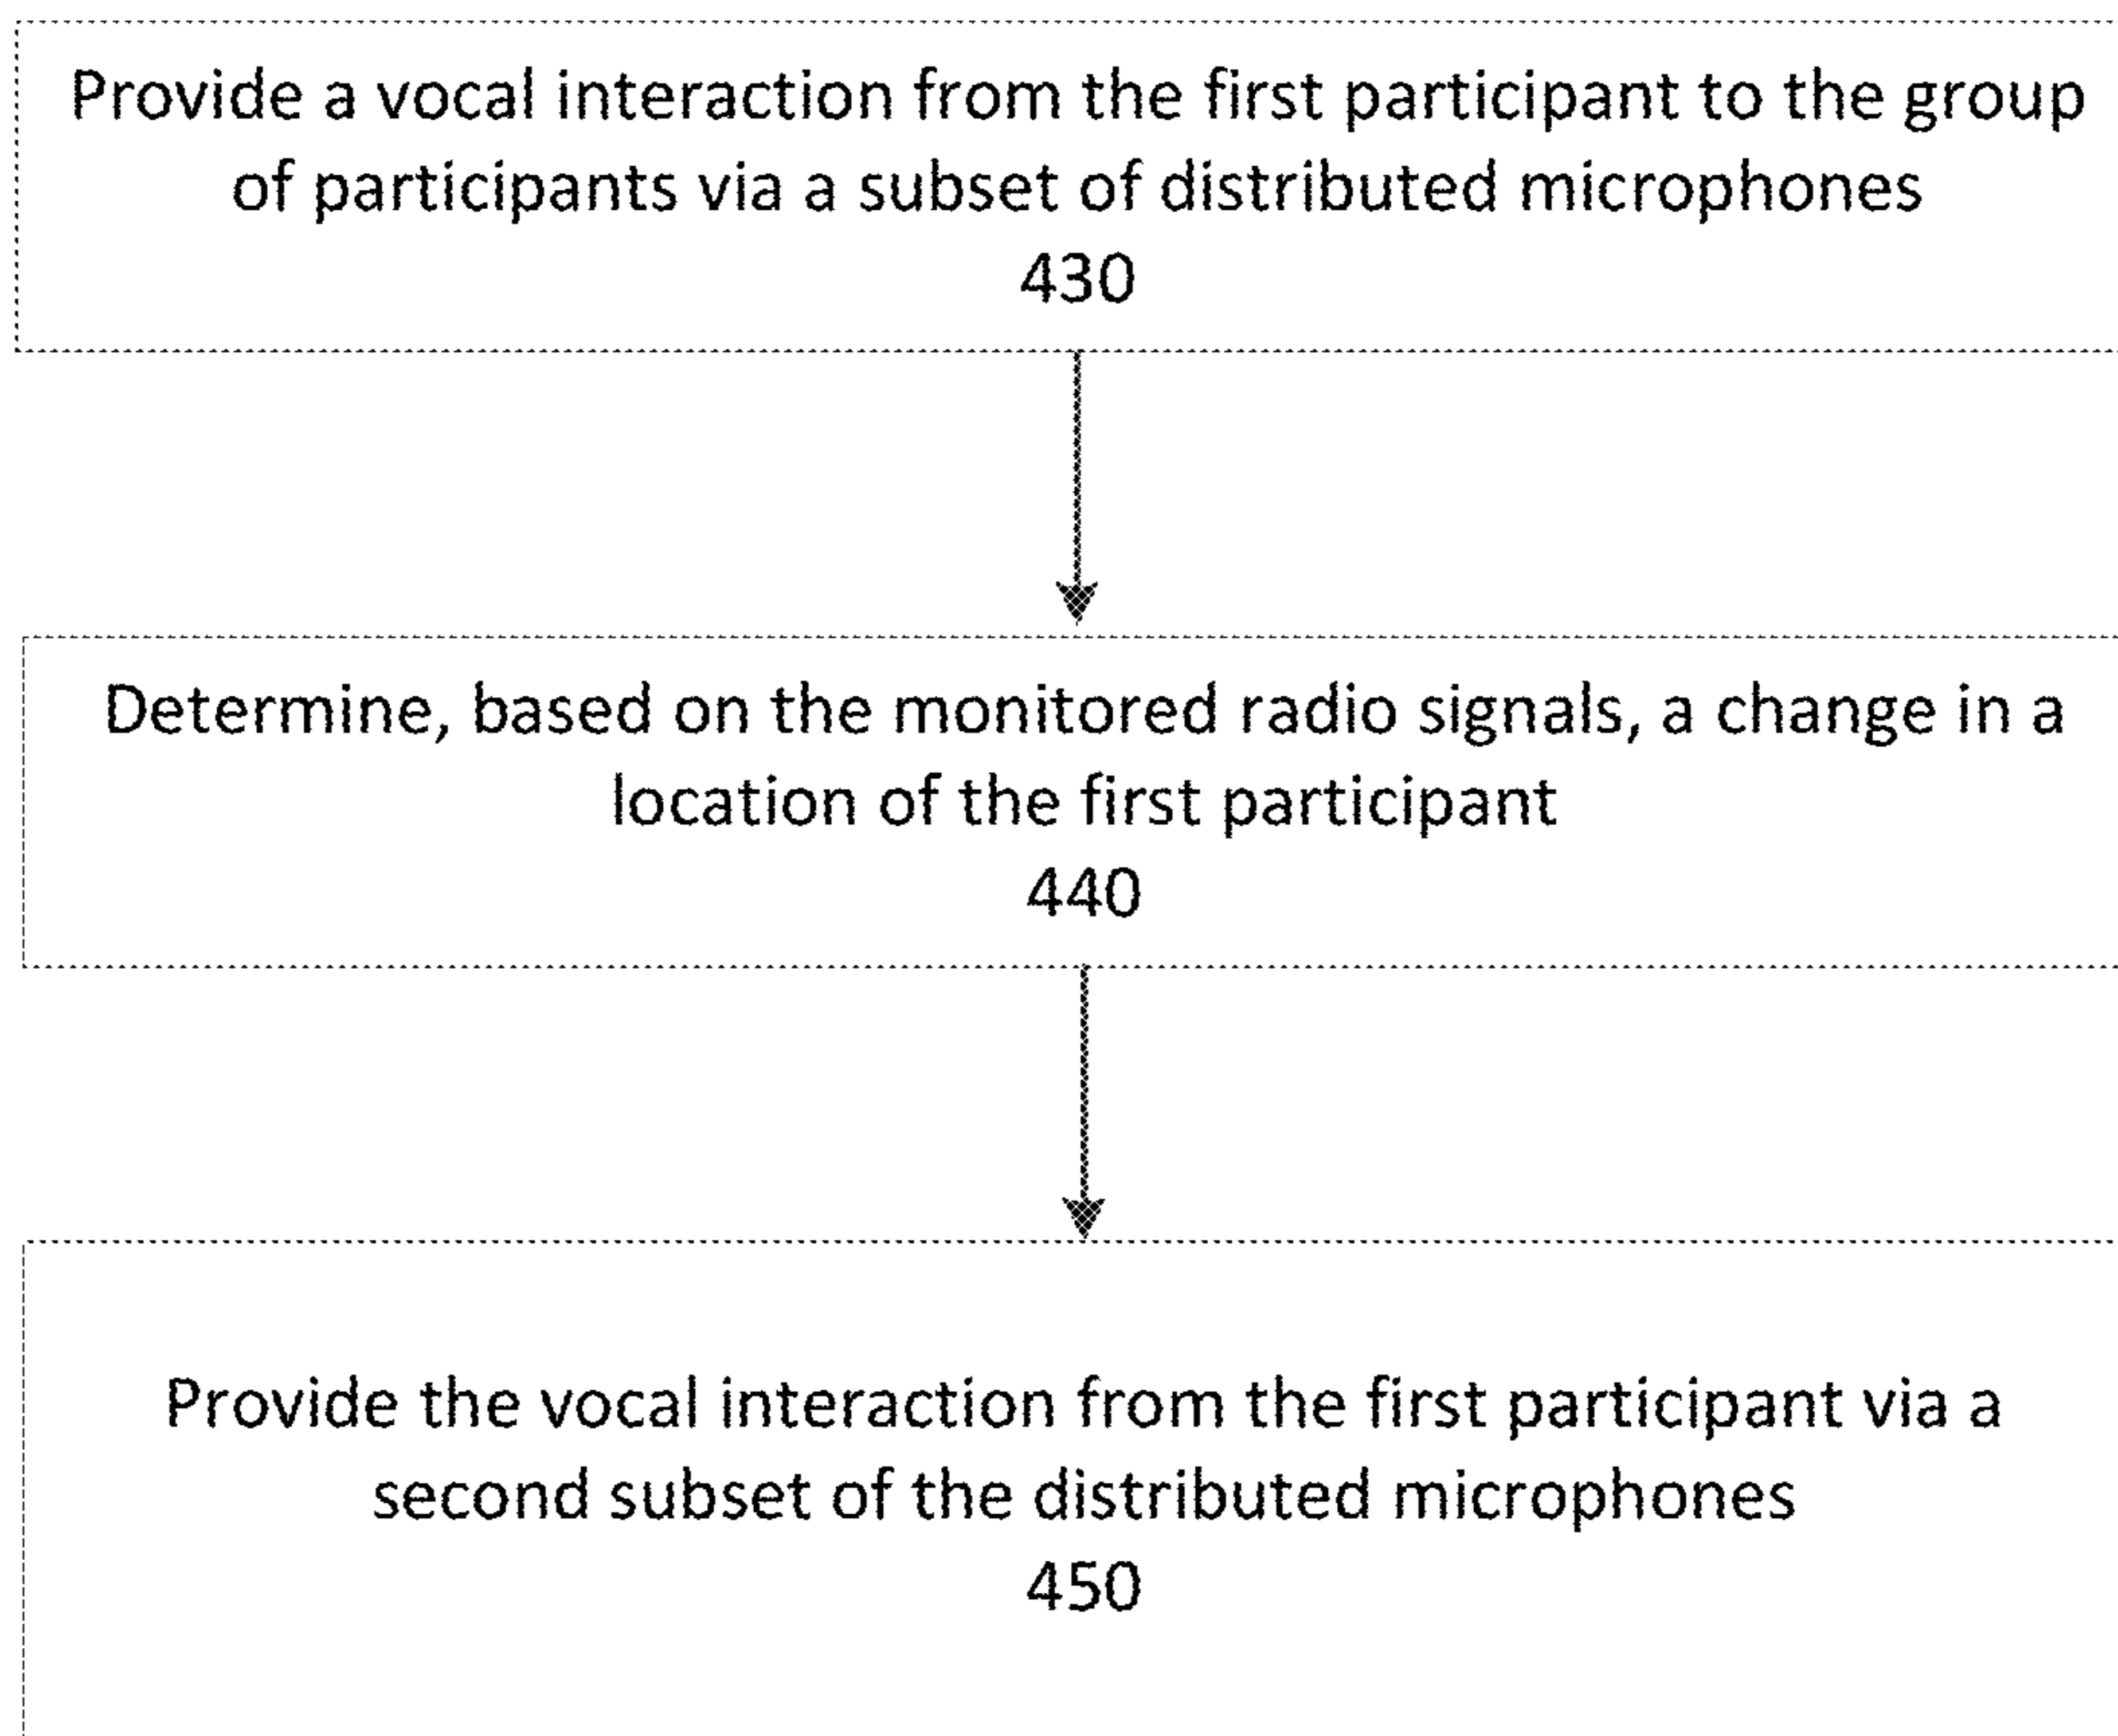 Provide a vocal interaction from the first participant to the group
of participants via a subset of distributed microphones
430
Determine, based on the monitored radio signals, a change in a
location of the first participant
440
Provide the vocal interaction from the first participant via a
second subset of the distributed microphones
450